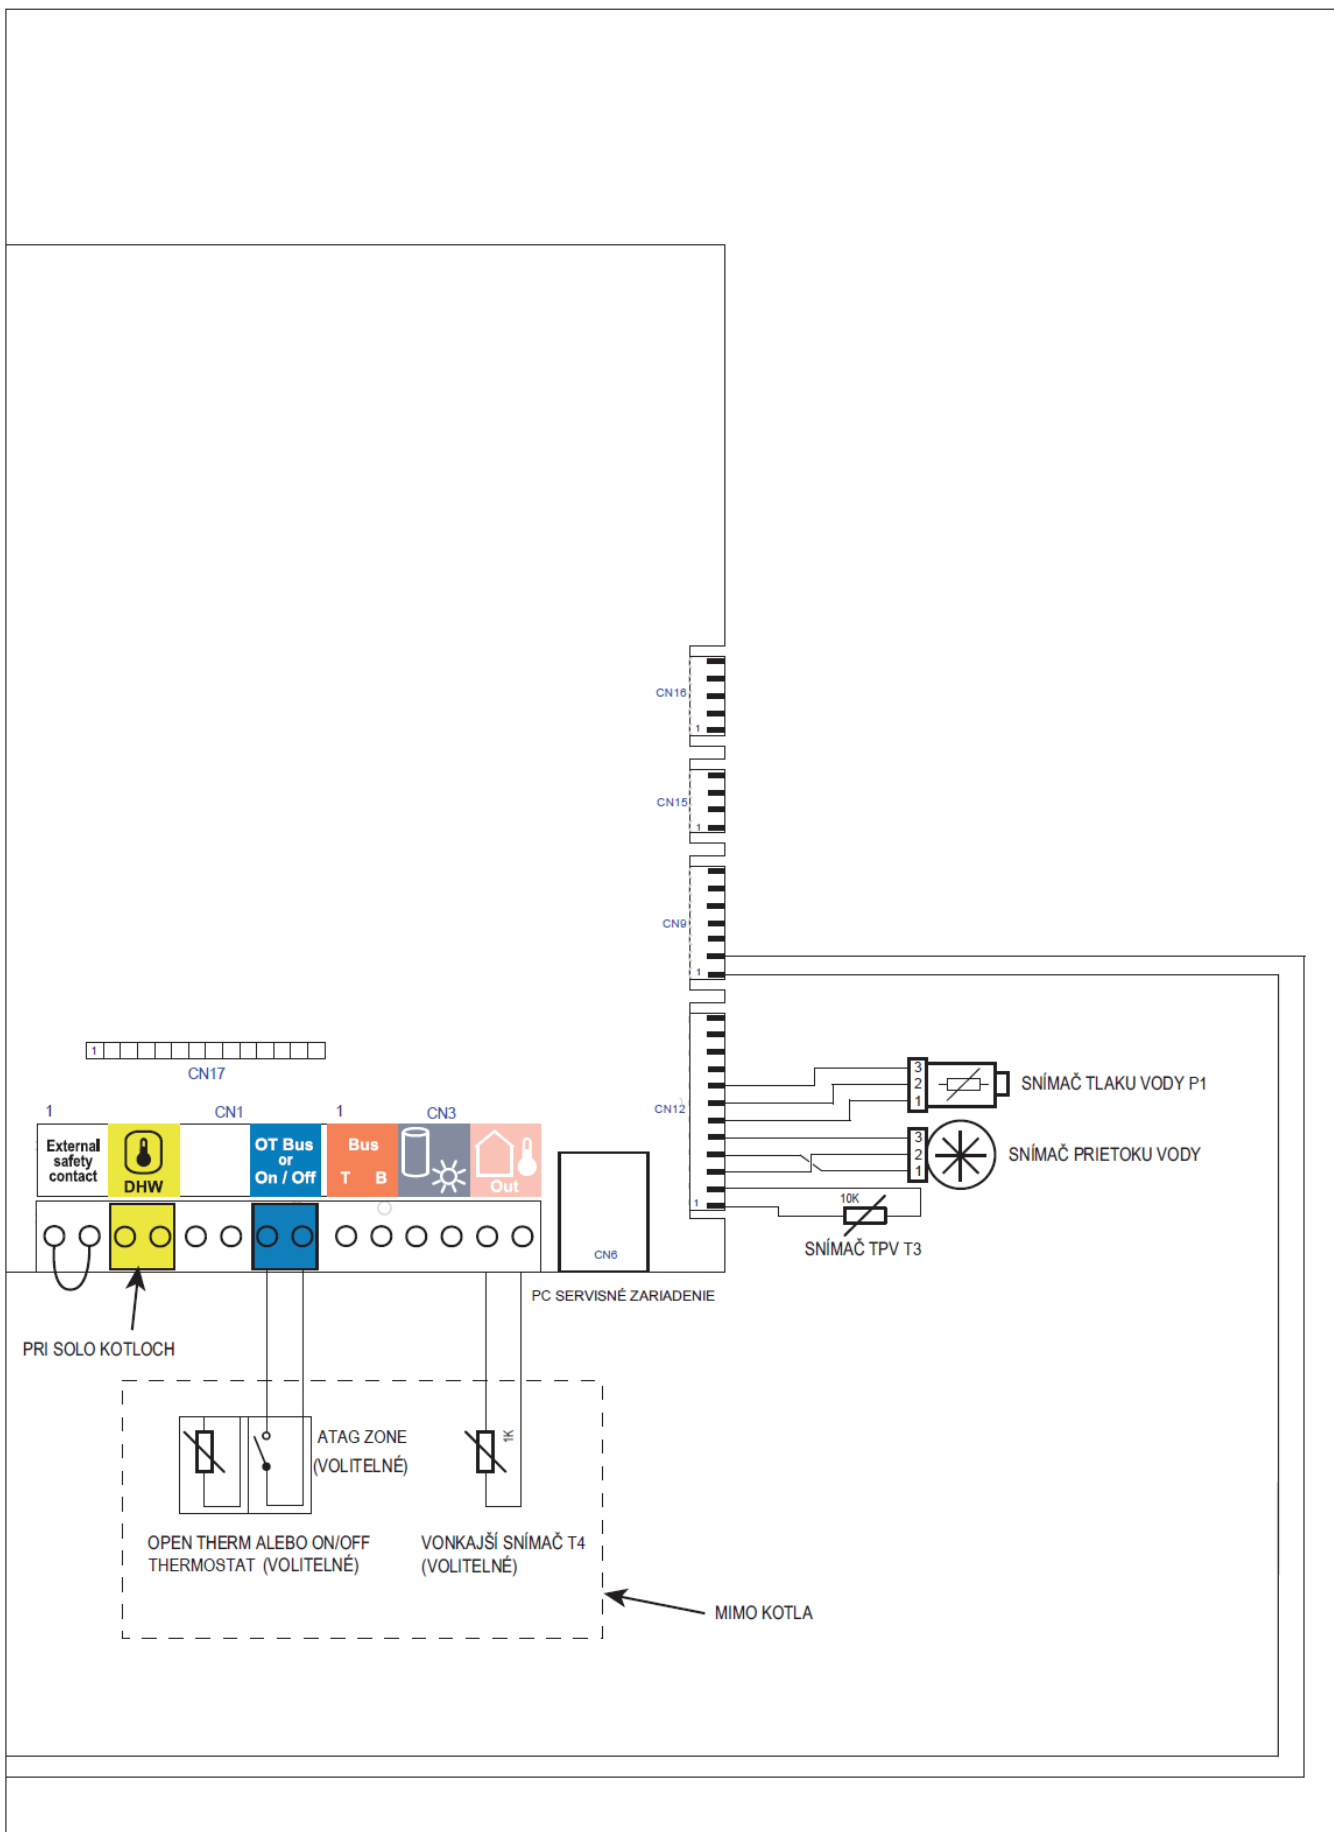 CN16
1
CN15
1
CN9
1
1
CN17
CN12
3
2
1
SNÍMAČ TLAKU VODY P1
3
2
1
SNÍMAČ PRIETOKU VODY
1
10K
SNÍMAČ TPV T3
1
CN1
1
CN3
External
safety
contact
DHW
OT Bus
or
On / Off
Bus
T B
Out
CN6
PC SERVISNÉ ZARIADENIE
PRI SOLO KOTLOCH
ATAG ZONE
(VOLITELNÉ)
1K
OPEN THERM ALEBO ON/OFF
THERMOSTAT (VOLITELNÉ)
VONKAJŠÍ SNÍMAČ T4
(VOLITELNÉ)
MIMO KOTLA